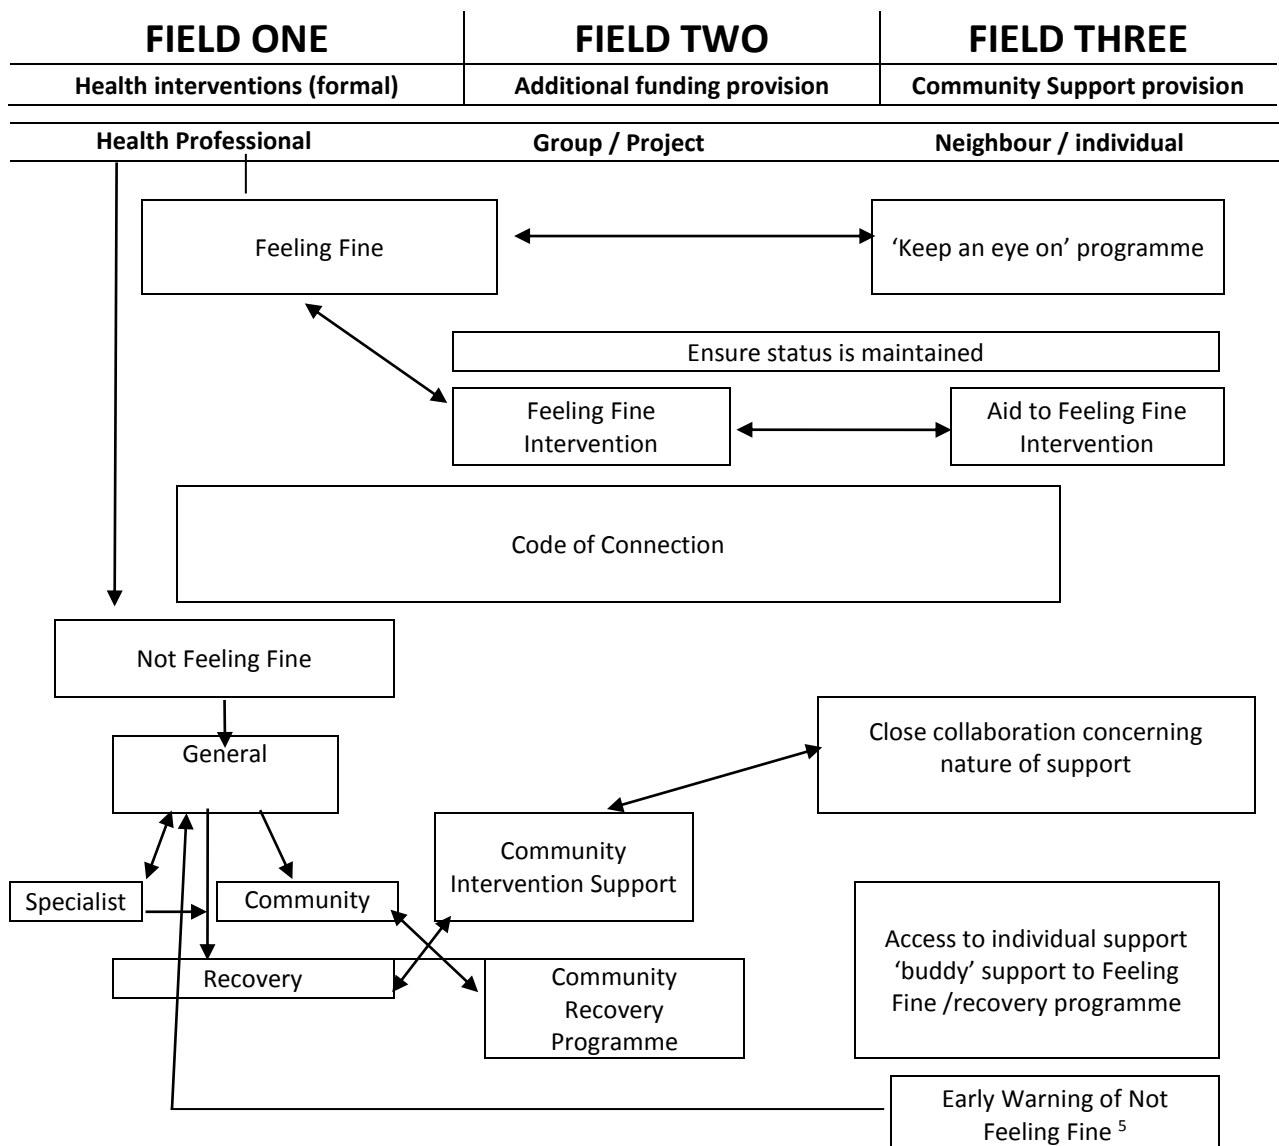 FIELD ONE
FIELD TWO
FIELD THREE
Health interventions (formal)
Additional funding provision
Community Support provision
Health Professional
Group / Project
Neighbour / individual
Feeling Fine
‘Keep an eye on’ programme
Ensure status is maintained
Feeling Fine
Intervention
Aid to Feeling Fine
Intervention
Code of Connection
Not Feeling Fine
General
Close collaboration concerning
nature of support
Community
Intervention Support
Specialist
Community
Recovery
Community
Recovery
Programme
Access to individual support
‘buddy’ support to Feeling
Fine /recovery programme
Early Warning of Not
Feeling Fine 5